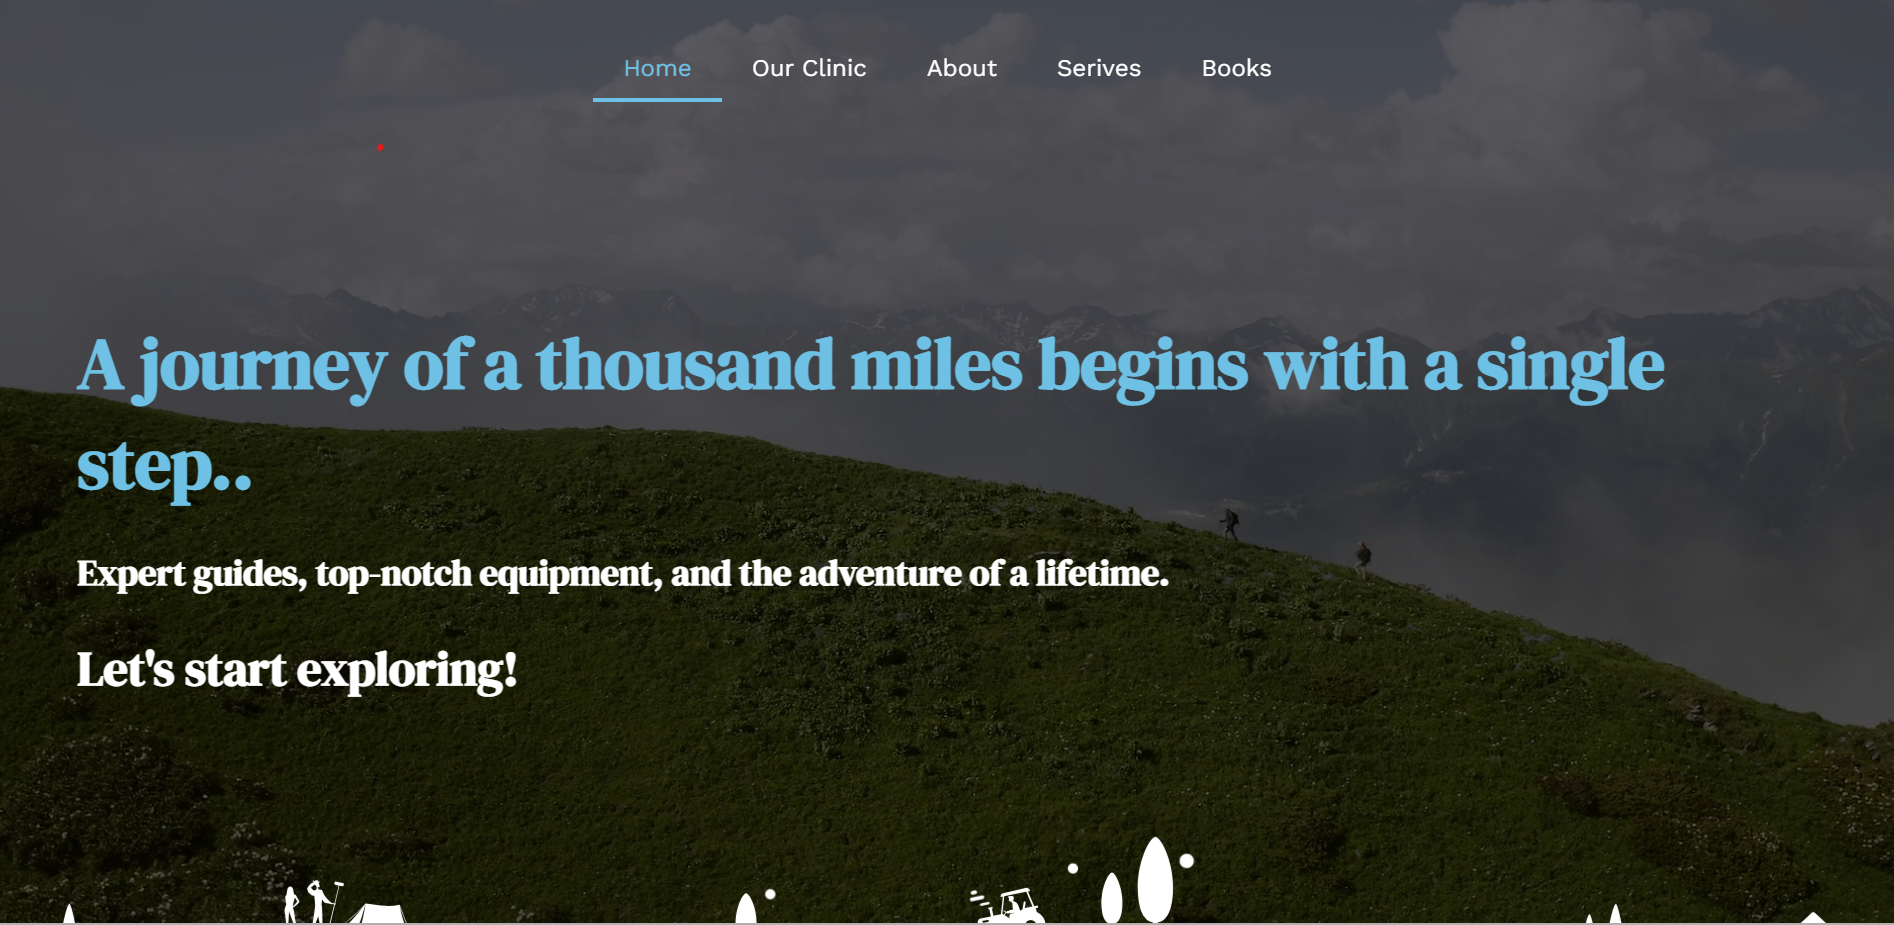 Home Our Clinic About Serives Books
A journey of a thousand miles begins with a single
step..
Expert guides, top-notch equipment, and the adventure of a lifetime.
Let's start exploring!